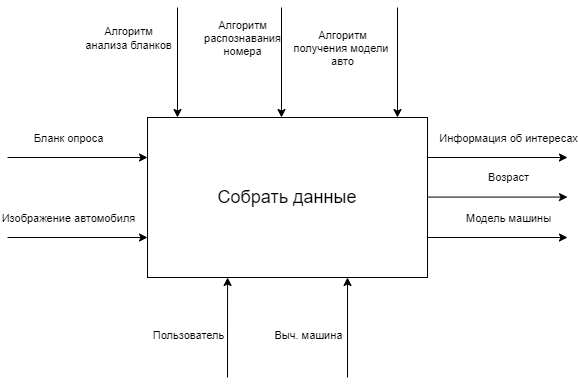 Алгоритм
анализа бланков
Алгоритм
распознавания
номера
Алгоритм
получения модели
авто
Бланк опроса
Изображение автомобиля
Собрать данные
Информация об интересах
Возраст
Модель машины
Пользователь
Выч. машина